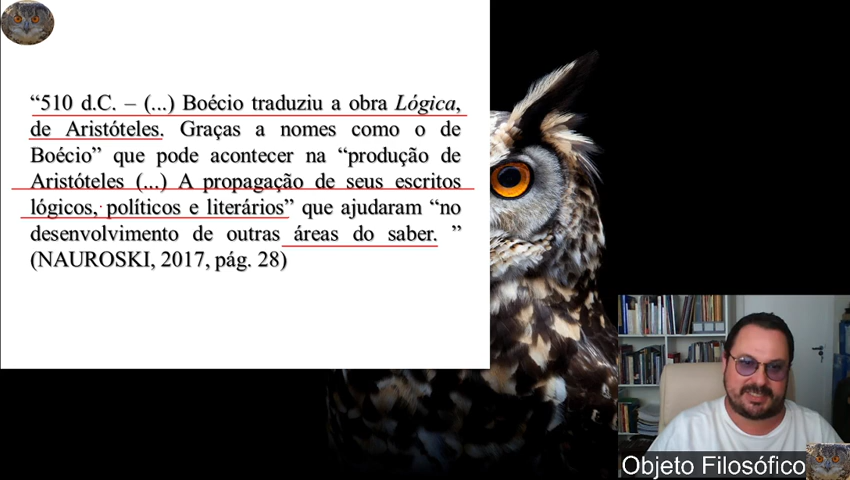 “510 d.C. – (...) Boécio traduziu a obra Lógica,
de Aristóteles. Graças a nomes como o de
Boécio” que pode acontecer na “produção de
Aristóteles (...) A propagação de seus escritos
lógicos, políticos e literários” que ajudaram “no
desenvolvimento de outras áreas do saber. ”
(NAUROSKI, 2017, pág. 28)
Objeto Filosófico